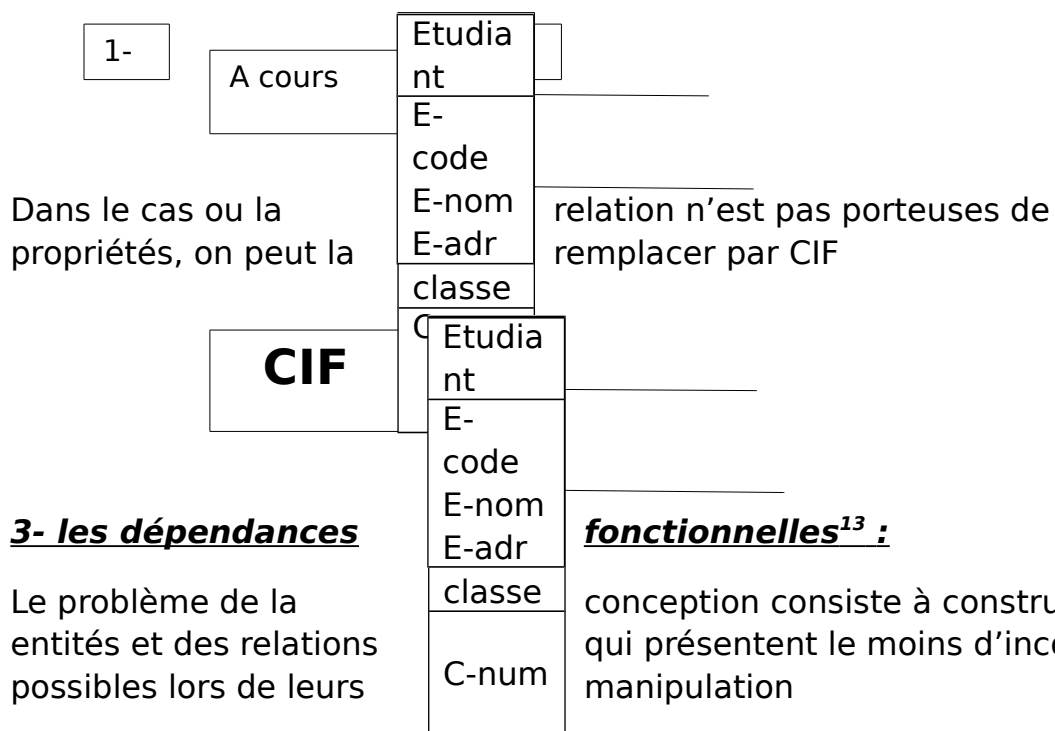 1-
A cours
Etudia
nt
E-
code
E-nom
E-adr
classe
C
Dans le cas ou la relation n’est pas porteuses de
propriétés, on peut la remplacer par CIF
CIF
Etudia
nt
E-
code
E-nom
E-adr
classe
C-num
3- les dépendances fonctionnelles13 :
Le problème de la conception consiste à
entités et des relations qui présentent le moins
possibles lors de leurs manipulation